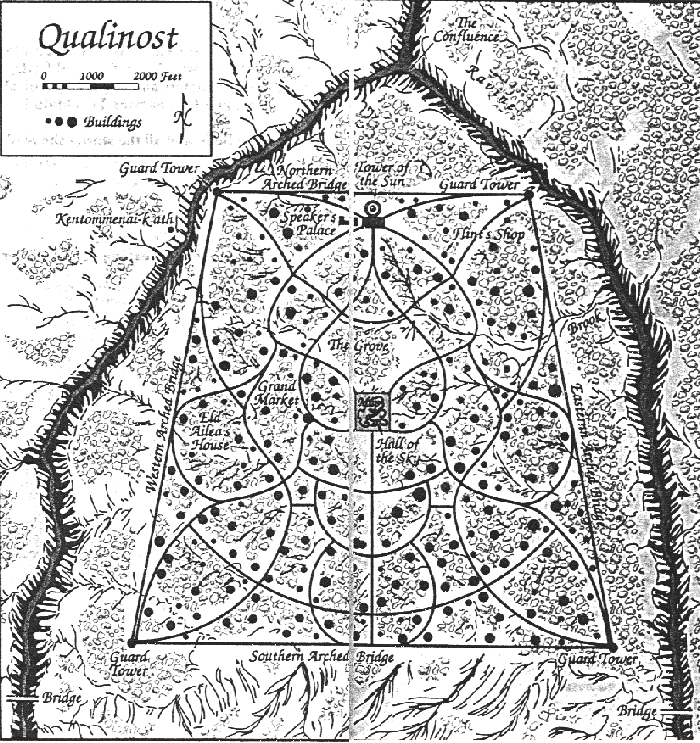 Qualinost
0 1000 2000 Feet
Buildings
N
The
Confluence
Guard Tower
Northern
Arched Bridge
Tower of
the Sun
Guard Tower
Kentommenai-kath
Speaker's
Palace
Flint's Shop
Brook
The Grove
Western Arched Bridge
Grand
Market
Map
Eld
Ailea's
House
Hall of
the Sky
Eastern Arched Bridge
Guard
Tower
Southern Arched Bridge
Guard Tower
Bridge
Bridge